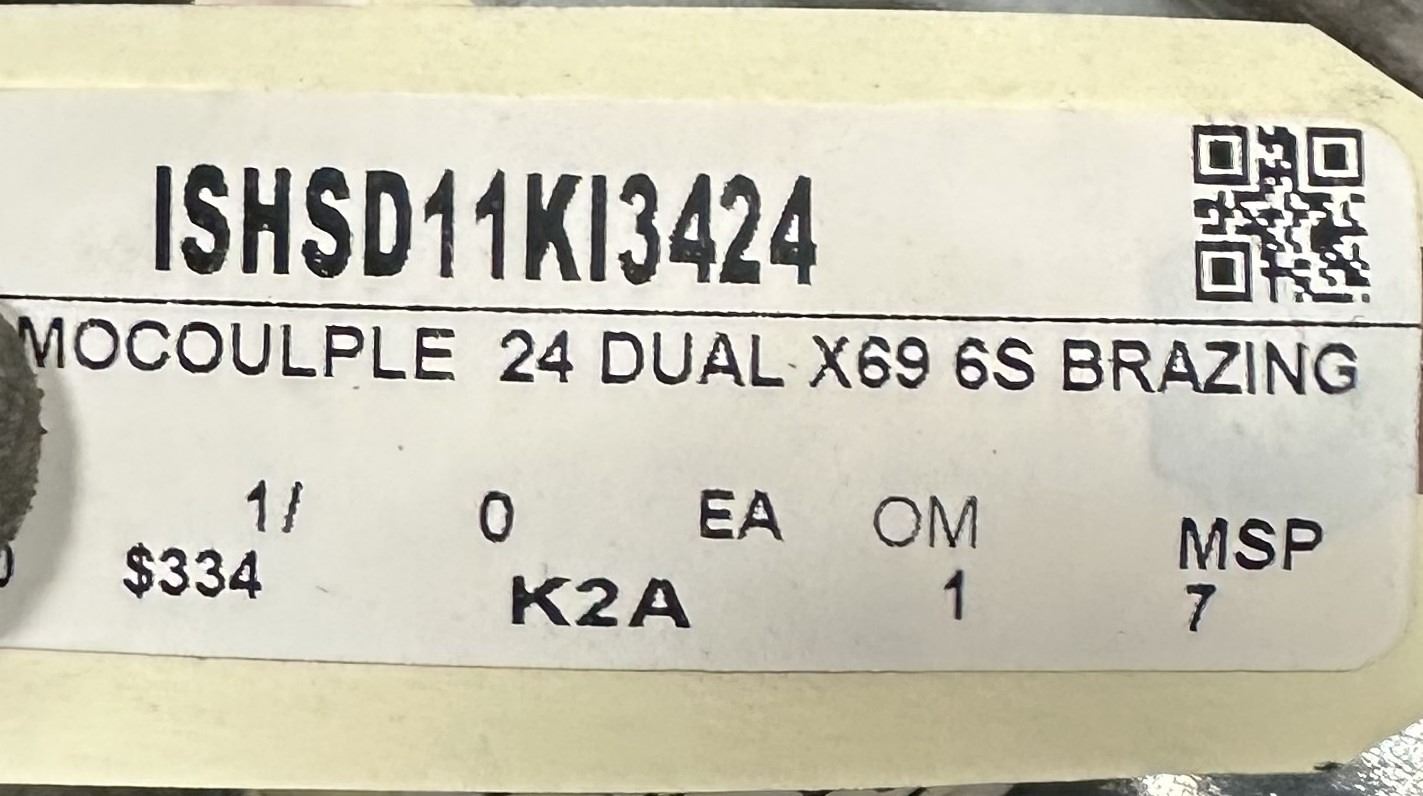 ISHSD11KI3424
MOCOULPLE 24 DUAL X69 6S BRAZING
1/ 0 EA OM MSP
$334 K2A 1 7